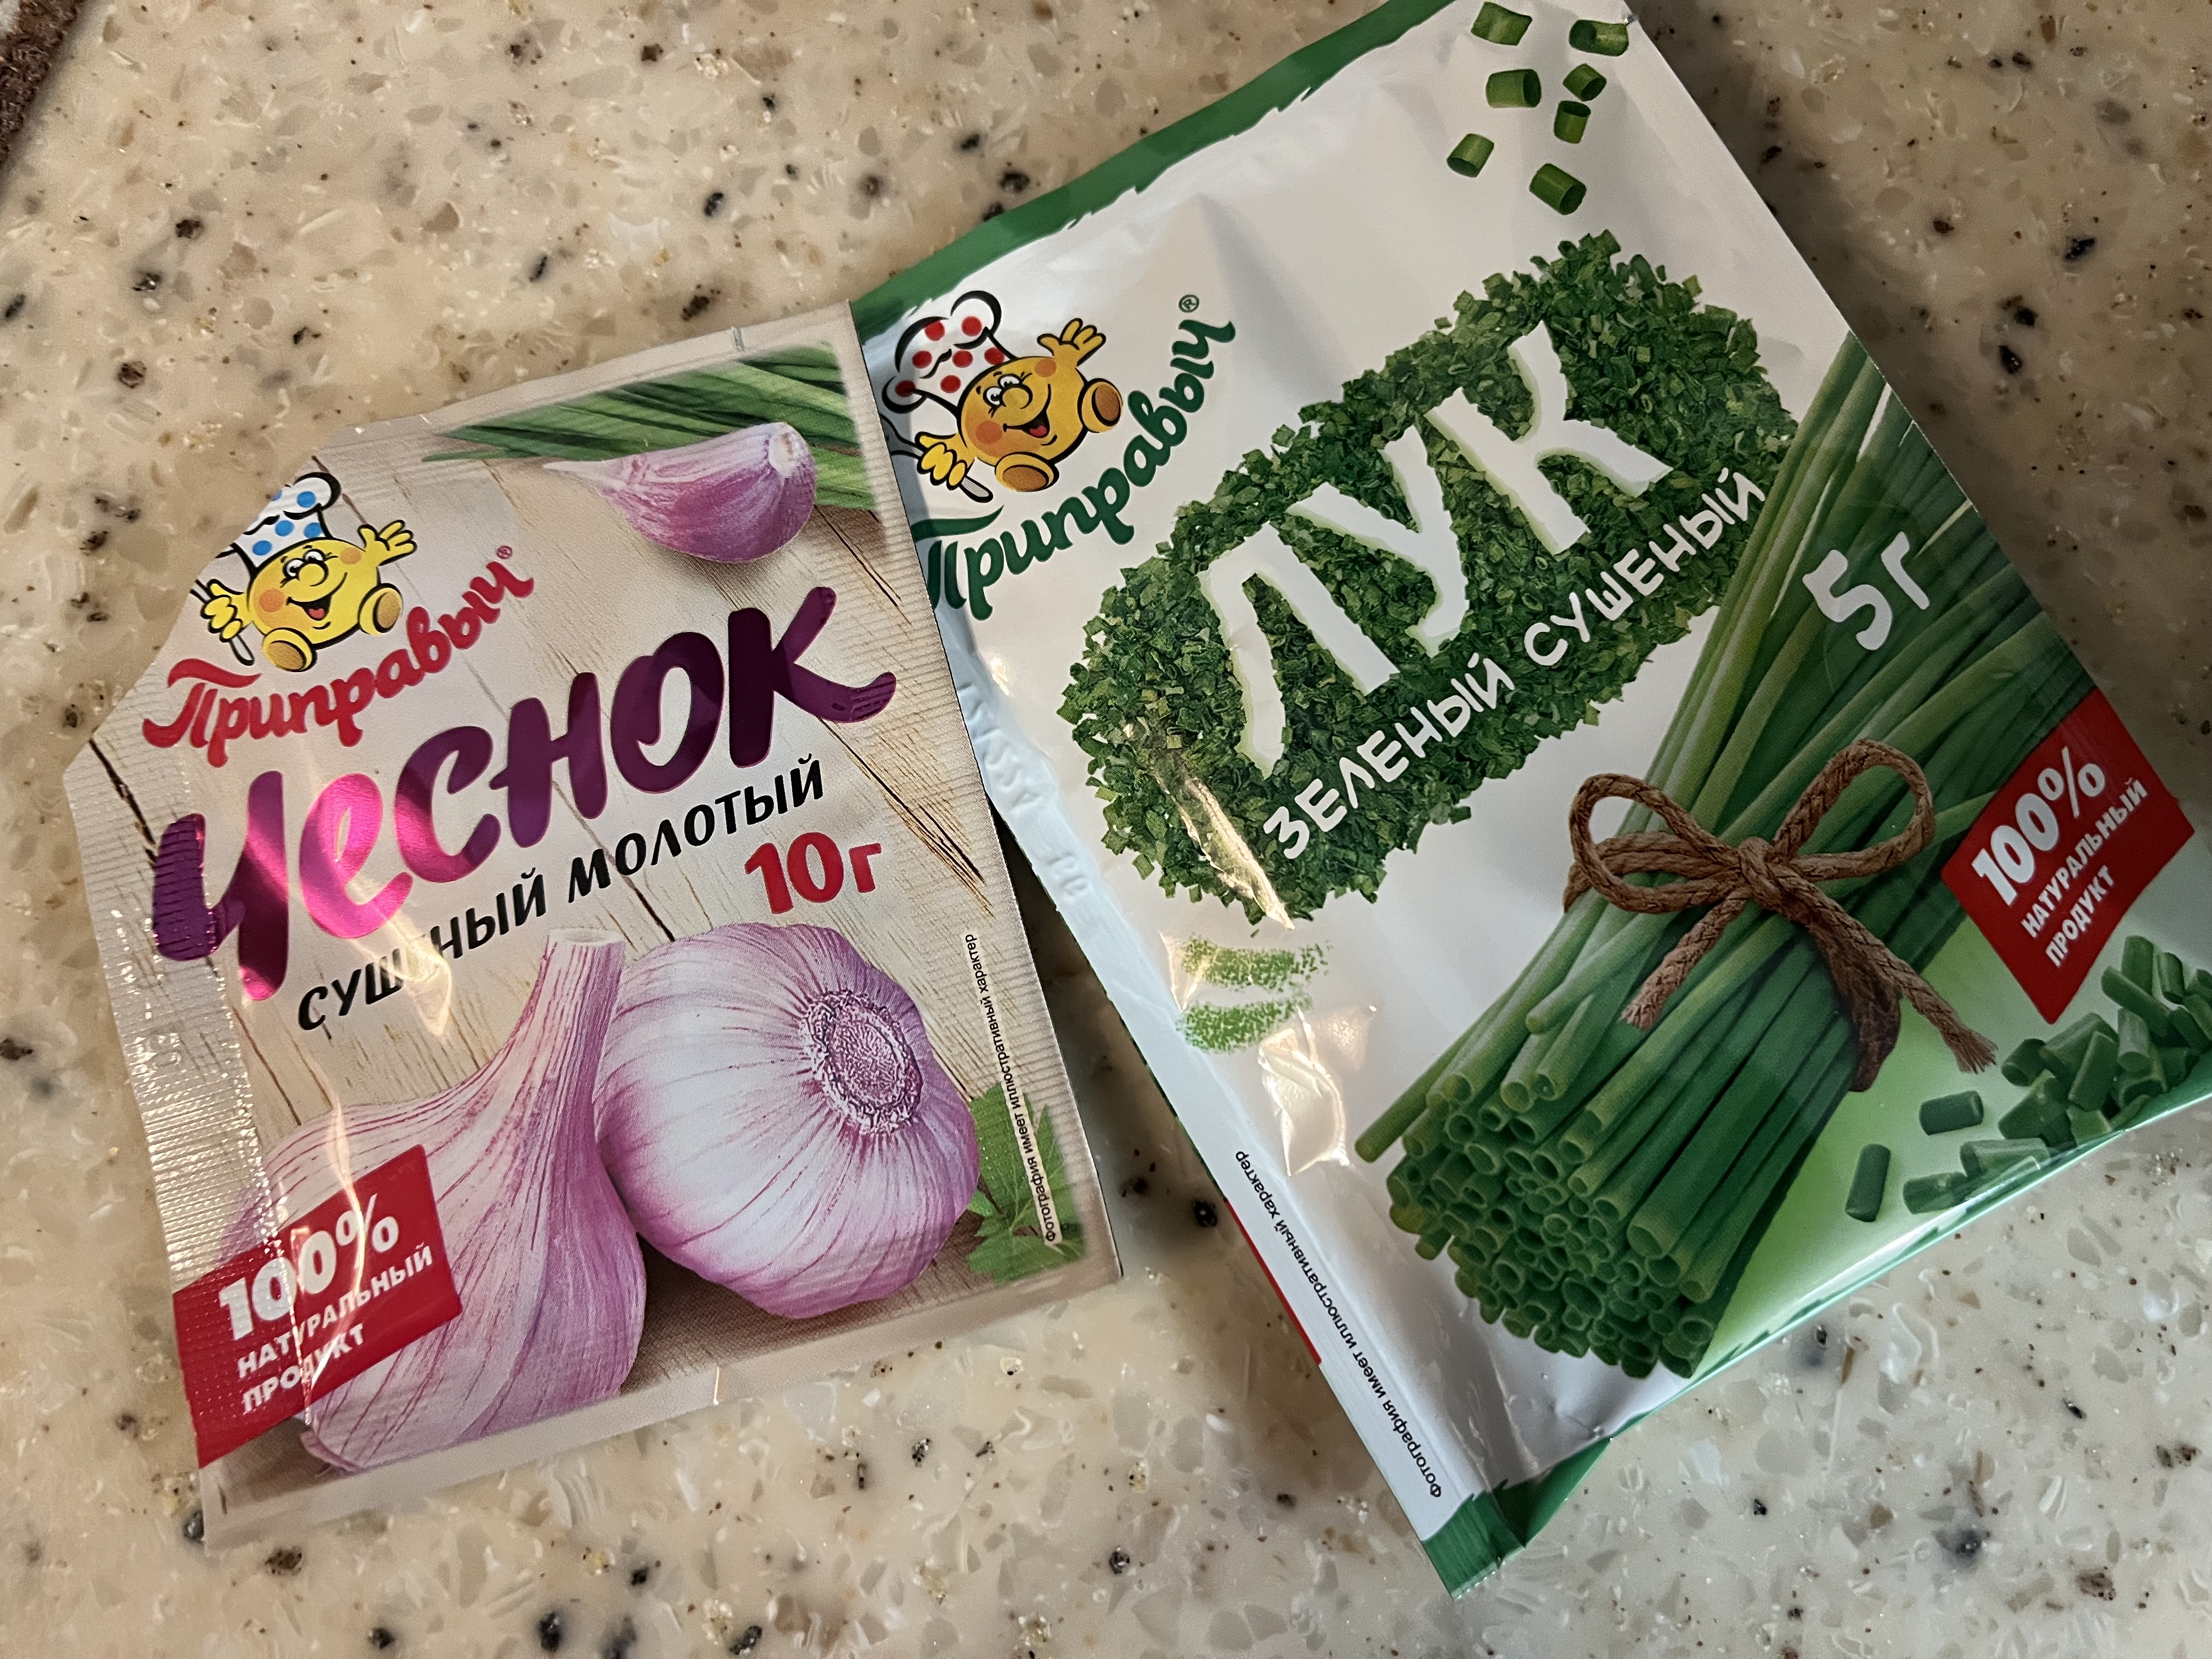 Приправыч®
Чеснок
сушеный молотый
10г
Фотография имеет иллюстративный характер
100%
НАТУРАЛЬНЫЙ
ПРОДУКТ
Приправыч®
ЛУК
ЗЕЛЕНЫЙ СУШЕНЫЙ
5г
100%
НАТУРАЛЬНЫЙ
ПРОДУКТ
Фотография имеет иллюстративный характер